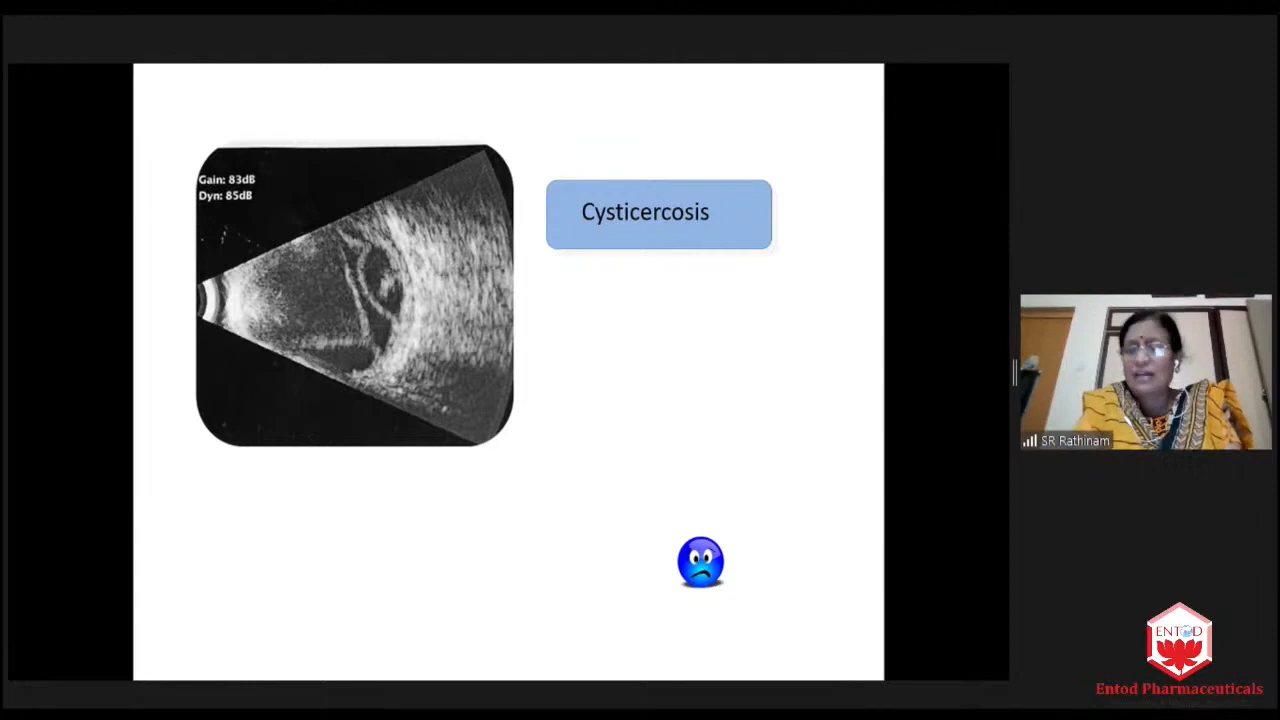 Gain: 83dB
Dyn: 85dB
Cysticercosis
SR Rathinam
ENTOD
Entod Pharmaceuticals